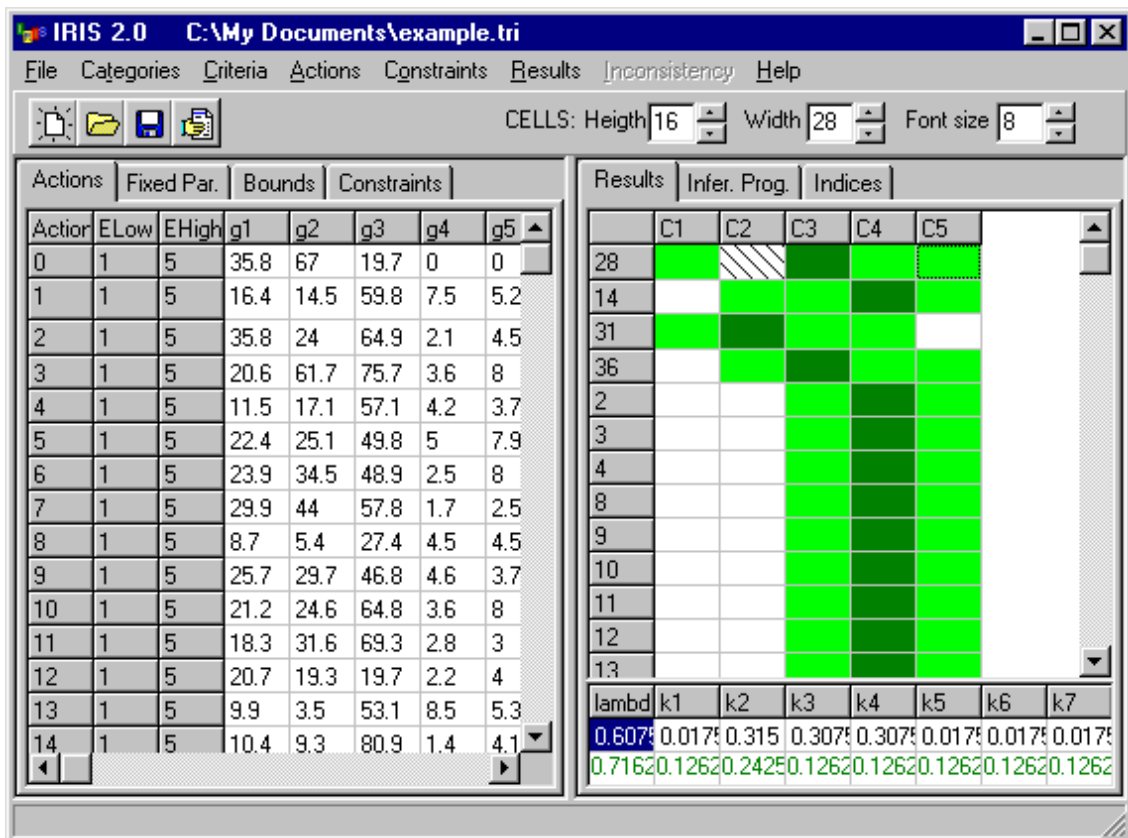 IRIS 2.0 C:\My Documents\example.tri
File Categories Criteria Actions Constraints Results Inconsistency Help
CELLS: Heigth 16 Width 28 Font size 8
Actions Fixed Par. Bounds Constraints
Action ELow EHigh g1 g2 g3 g4 g5
0 1 5 35.8 67 19.7 0 0
1 1 5 16.4 14.5 59.8 7.5 5.2
2 1 5 35.8 24 64.9 2.1 4.5
3 1 5 20.6 61.7 75.7 3.6 8
4 1 5 11.5 17.1 57.1 4.2 3.7
5 1 5 22.4 25.1 49.8 5 7.9
6 1 5 23.9 34.5 48.9 2.5 8
7 1 5 29.9 44 57.8 1.7 2.5
8 1 5 8.7 5.4 27.4 4.5 4.5
9 1 5 25.7 29.7 46.8 4.6 3.7
10 1 5 21.2 24.6 64.8 3.6 8
11 1 5 18.3 31.6 69.3 2.8 3
12 1 5 20.7 19.3 19.7 2.2 4
13 1 5 9.9 3.5 53.1 8.5 5.3
14 1 5 10.4 9.3 80.9 1.4 4.1
Results Infer. Prog. Indices
C1 C2 C3 C4 C5
28
14
31
36
2
3
4
8
9
10
11
12
13
lambd k1 k2 k3 k4 k5 k6 k7
0.6075 0.0175 0.315 0.3075 0.3075 0.0175 0.0175 0.0175
0.7162 0.1262 0.2425 0.1262 0.1262 0.1262 0.1262 0.1262